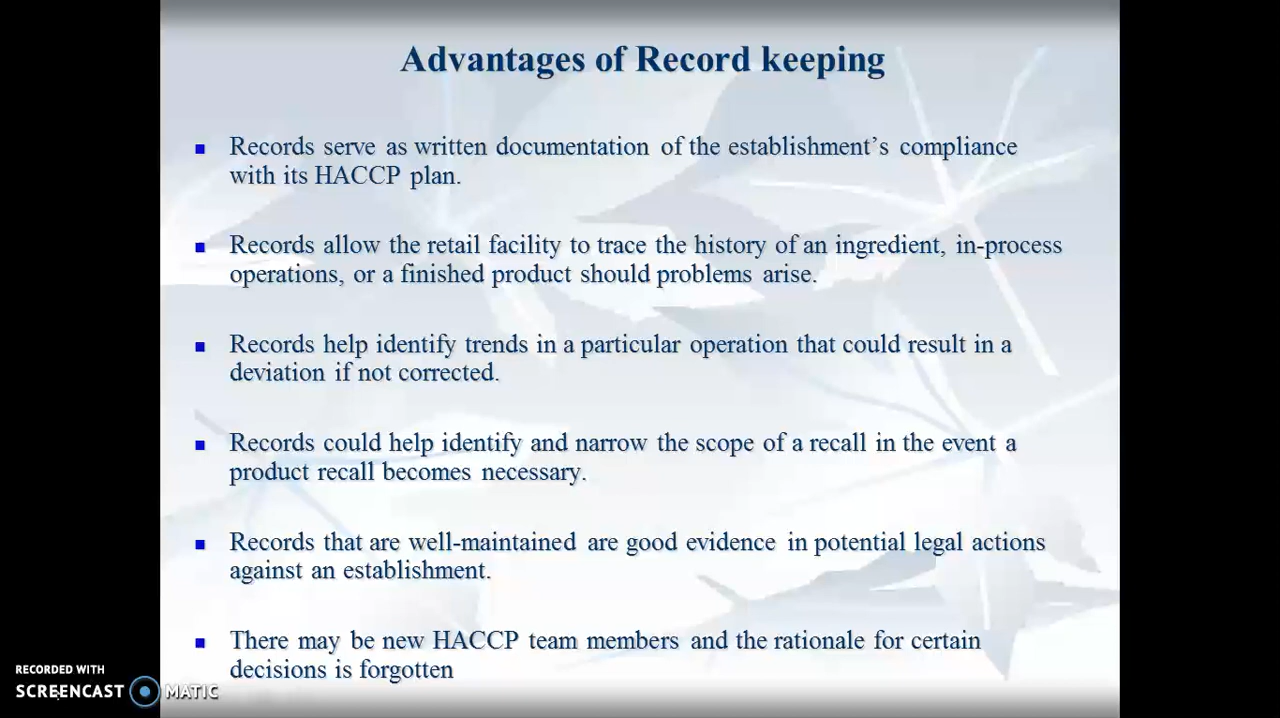 Advantages of Record keeping
Records serve as written documentation of the establishment's compliance
with its HACCP plan.
Records allow the retail facility to trace the history of an ingredient, in-process
operations, or a finished product should problems arise.
Records help identify trends in a particular operation that could result in a
deviation if not corrected.
Records could help identify and narrow the scope of a recall in the event a
product recall becomes necessary.
Records that are well-maintained are good evidence in potential legal actions
against an establishment.
There may be new HACCP team members and the rationale for certain
decisions is forgotten
RECORDED WITH
SCREENCAST MATIC